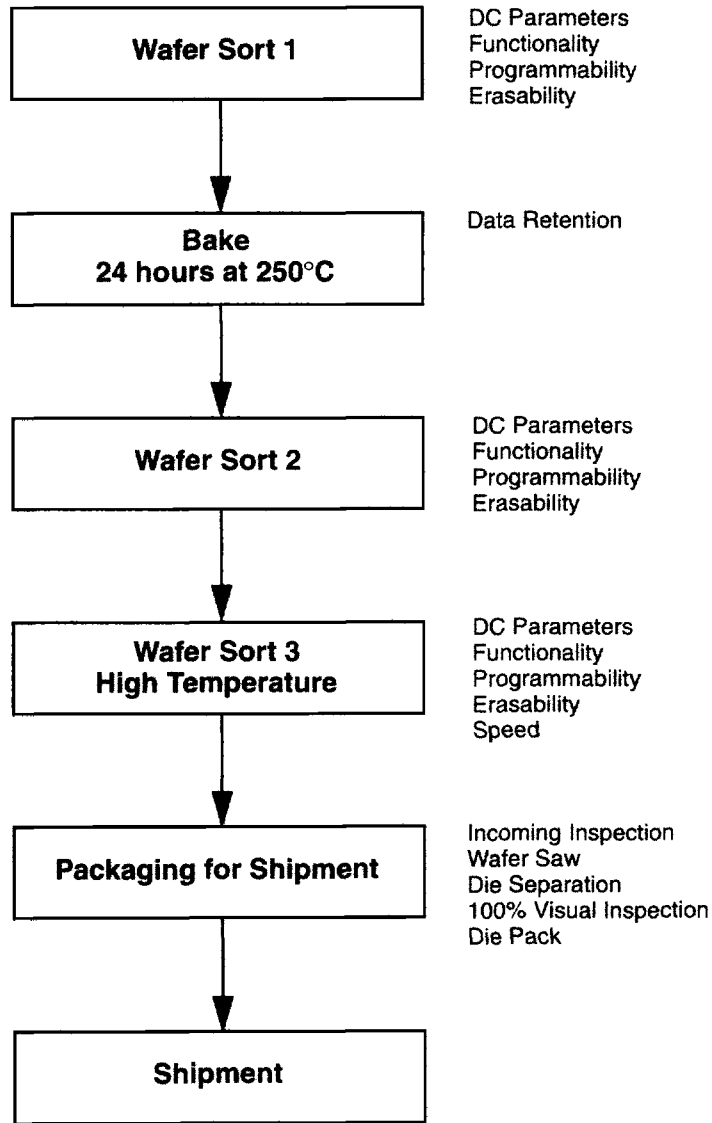 Wafer Sort 1
DC Parameters
Functionality
Programmability
Erasability
Bake
24 hours at 250°C
Data Retention
Wafer Sort 2
DC Parameters
Functionality
Programmability
Erasability
Wafer Sort 3
High Temperature
DC Parameters
Functionality
Programmability
Erasability
Speed
Packaging for Shipment
Incoming Inspection
Wafer Saw
Die Separation
100% Visual Inspection
Die Pack
Shipment